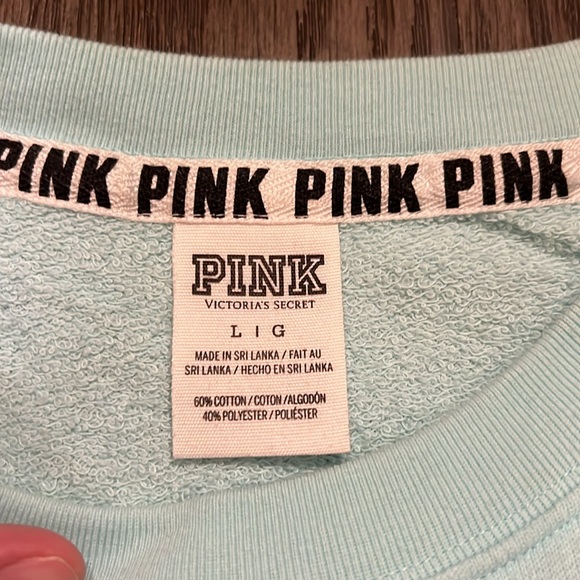 PINK PINK PINK PINK
PINK
VICTORIA'S SECRET
L | G
MADE IN SRI LANKA / FAIT AU
SRI LANKA / HECHO EN SRI LANKA
60% COTTON / COTON /ALGODÓN
40% POLYESTER / POLIÉSTER